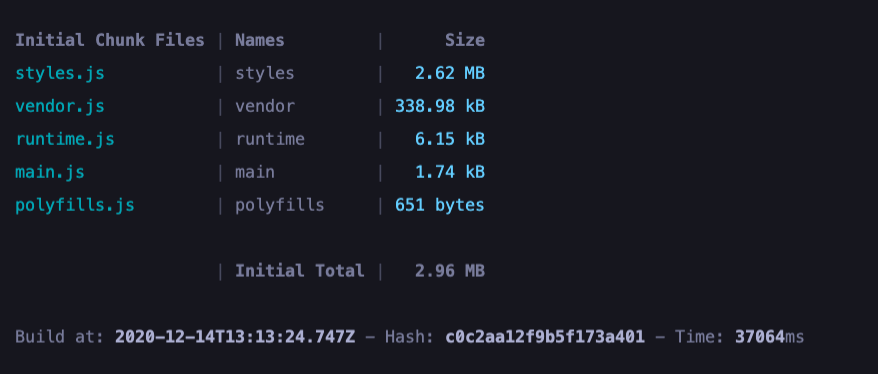 Initial Chunk Files | Names | Size
styles.js | styles | 2.62 MB
vendor.js | vendor | 338.98 kB
runtime.js | runtime | 6.15 kB
main.js | main | 1.74 kB
polyfills.js | polyfills | 651 bytes
| Initial Total | 2.96 MB
Build at: 2020-12-14T13:13:24.747Z - Hash: c0c2aa12f9b5f173a401 - Time: 37064ms